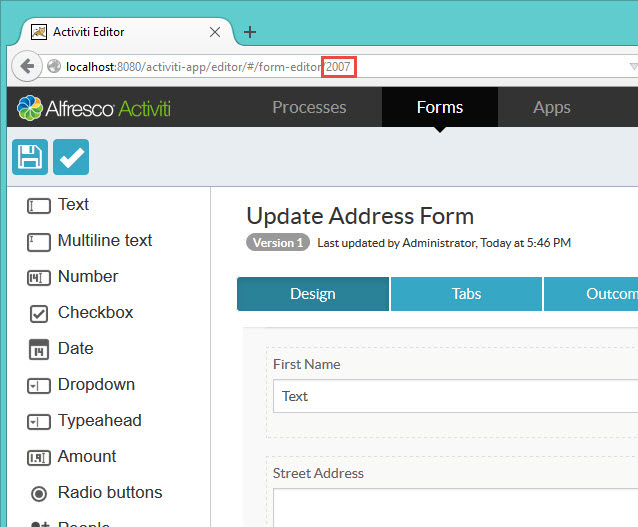 Activiti Editor
localhost:8080/activiti-app/editor/#/form-editor/2007
Alfresco Activiti
Processes
Forms
Apps
Text
Multiline text
Number
Checkbox
Date
Dropdown
Typeahead
Amount
Radio buttons
People
Update Address Form
Version 1 Last updated by Administrator, Today at 5:46 PM
Design
Tabs
Outcom
First Name
Text
Street Address